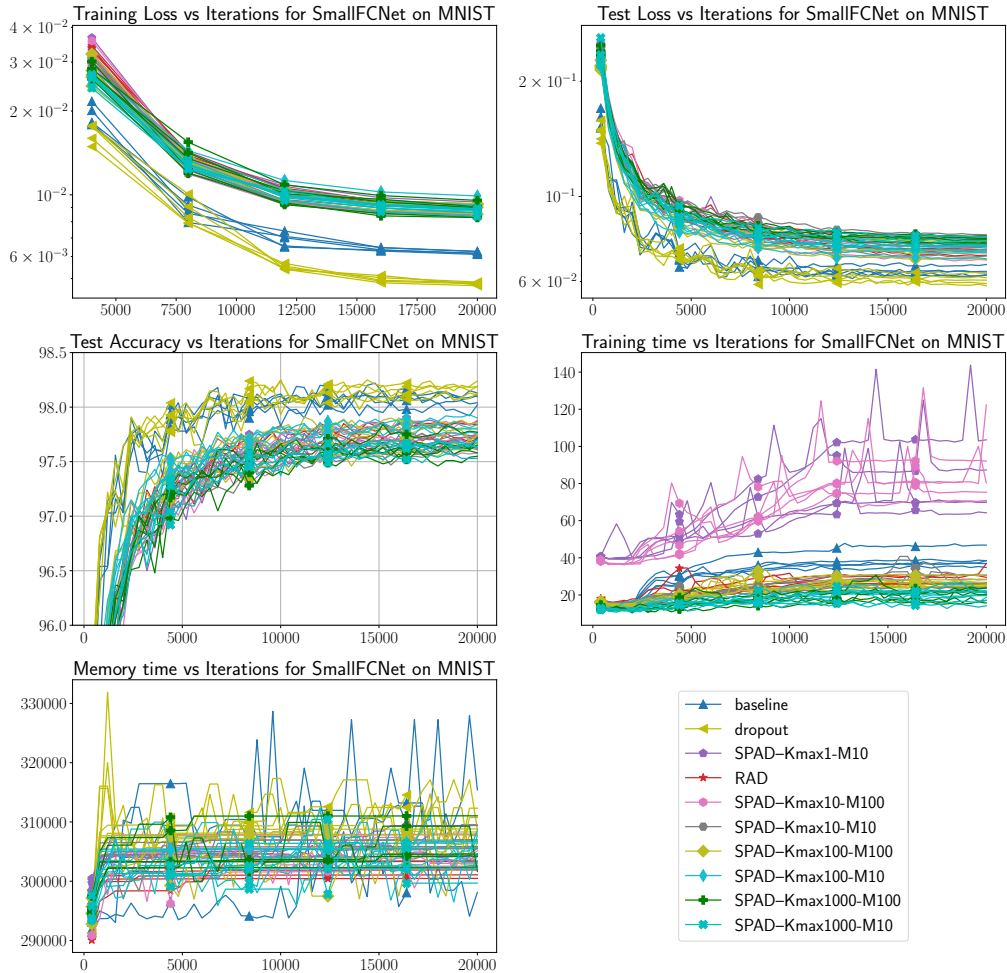 Training Loss vs Iterations for SmallFCNet on MNIST
4 × 10⁻²
3 × 10⁻²
2 × 10⁻²
10⁻²
6 × 10⁻³
5000 7500 10000 12500 15000 17500 20000
Test Loss vs Iterations for SmallFCNet on MNIST
2 × 10⁻¹
10⁻¹
6 × 10⁻²
0 5000 10000 15000 20000
Test Accuracy vs Iterations for SmallFCNet on MNIST
98.5
98.0
97.5
97.0
96.5
96.0
0 5000 10000 15000 20000
Training time vs Iterations for SmallFCNet on MNIST
140
120
100
80
60
40
20
0 5000 10000 15000 20000
Memory time vs Iterations for SmallFCNet on MNIST
330000
320000
310000
300000
290000
0 5000 10000 15000 20000
baseline
dropout
SPAD–Kmax1-M10
RAD
SPAD–Kmax10-M100
SPAD–Kmax10-M10
SPAD–Kmax100-M100
SPAD–Kmax100-M10
SPAD–Kmax1000-M100
SPAD–Kmax1000-M10